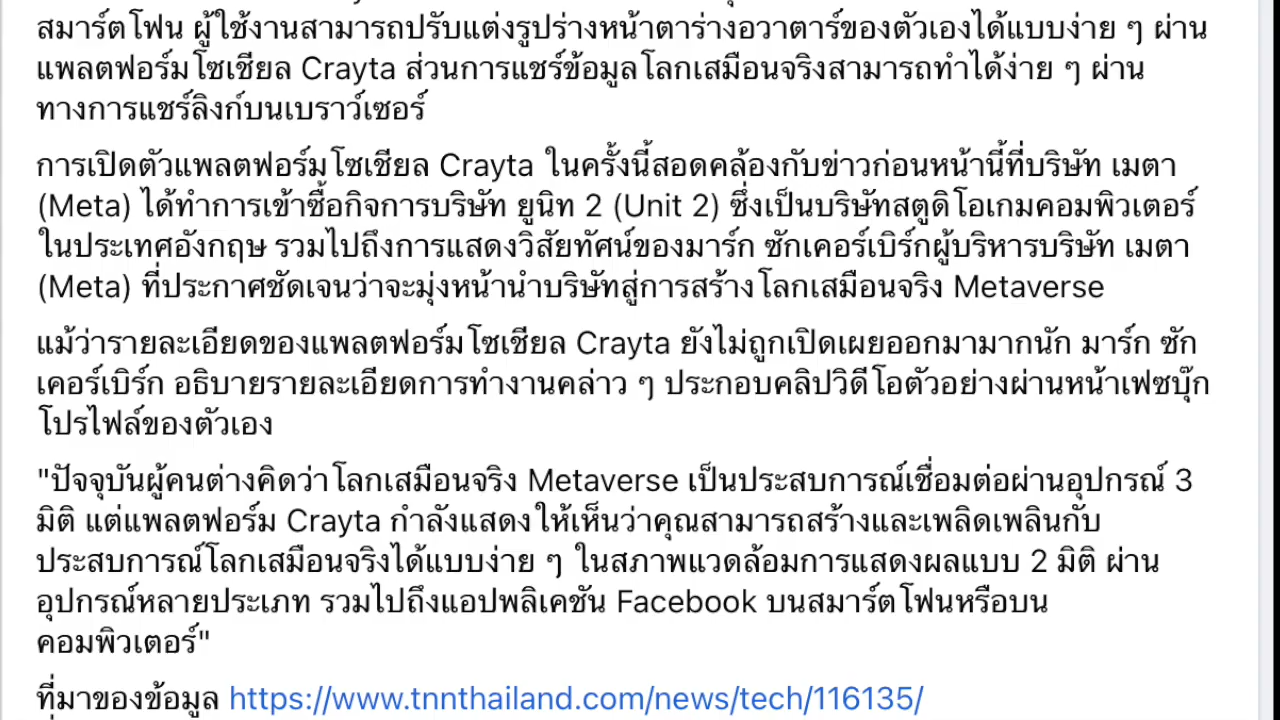 สมาร์ตโฟน ผู้ใช้งานสามารถปรับแต่งรูปร่างหน้าตาร่างอวาตาร์ของตัวเองได้แบบง่าย ๆ ผ่าน
แพลตฟอร์มโซเชียล Crayta ส่วนการแชร์ข้อมูลโลกเสมือนจริงสามารถทำได้ง่าย ๆ ผ่าน
ทางการแชร์ลิงก์บนเบราว์เซอร์
การเปิดตัวแพลตฟอร์มโซเชียล Crayta ในครั้งนี้สอดคล้องกับข่าวก่อนหน้านี้ที่บริษัท เมตา
(Meta) ได้ทำการเข้าซื้อกิจการบริษัท ยูนิท 2 (Unit 2) ซึ่งเป็นบริษัทสตูดิโอเกมคอมพิวเตอร์
ในประเทศอังกฤษ รวมไปถึงการแสดงวิสัยทัศน์ของมาร์ก ซักเคอร์เบิร์กผู้บริหารบริษัท เมตา
(Meta) ที่ประกาศชัดเจนว่าจะมุ่งหน้านำบริษัทสู่การสร้างโลกเสมือนจริง Metaverse
แม้ว่ารายละเอียดของแพลตฟอร์มโซเชียล Crayta ยังไม่ถูกเปิดเผยออกมามากนัก มาร์ก ซัก
เคอร์เบิร์ก อธิบายรายละเอียดการทำงานคล่าว ๆ ประกอบคลิปวิดีโอตัวอย่างผ่านหน้าเฟซบุ๊ก
โปรไฟล์ของตัวเอง
"ปัจจุบันผู้คนต่างคิดว่าโลกเสมือนจริง Metaverse เป็นประสบการณ์เชื่อมต่อผ่านอุปกรณ์ 3
มิติ แต่แพลตฟอร์ม Crayta กำลังแสดงให้เห็นว่าคุณสามารถสร้างและเพลิดเพลินกับ
ประสบการณ์โลกเสมือนจริงได้แบบง่าย ๆ ในสภาพแวดล้อมการแสดงผลแบบ 2 มิติ ผ่าน
อุปกรณ์หลายประเภท รวมไปถึงแอปพลิเคชัน Facebook บนสมาร์ตโฟนหรือบน
คอมพิวเตอร์"
ที่มาของข้อมูล https://www.tnnthailand.com/news/tech/116135/